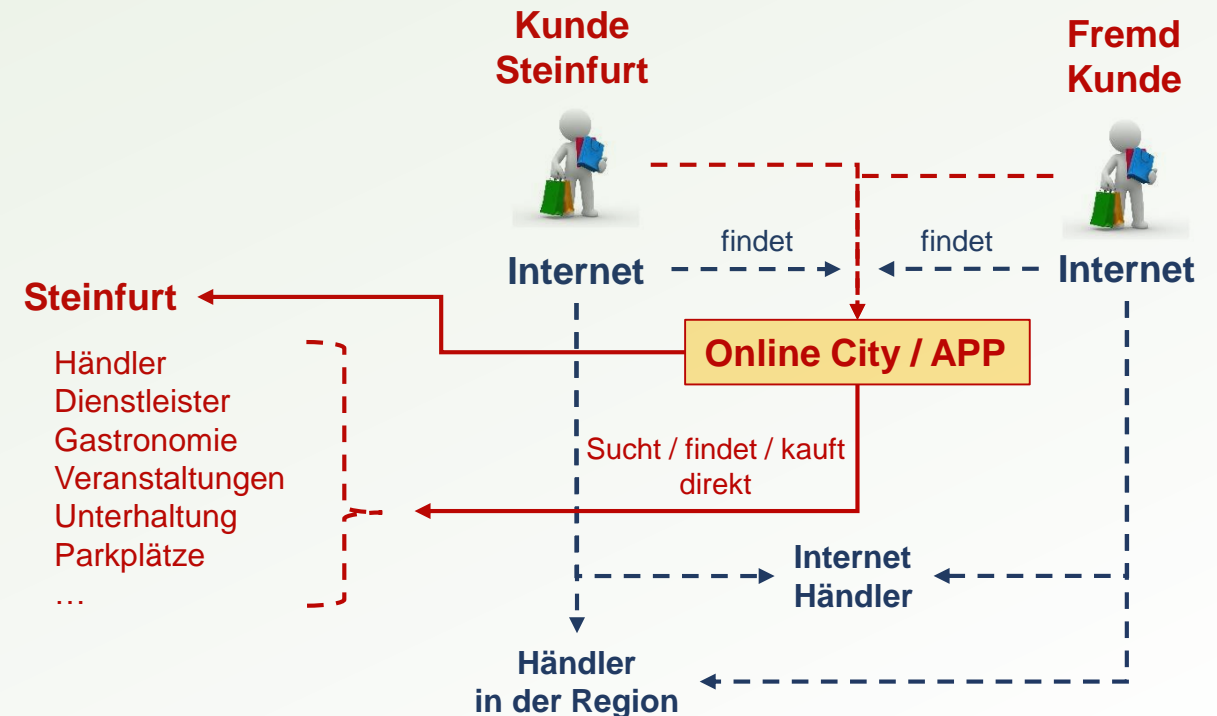 Kunde
Steinfurt
Fremd
Kunde
findet
findet
Internet
Internet
Steinfurt
Online City / APP
Händler
Dienstleister
Gastronomie
Veranstaltungen
Unterhaltung
Parkplätze
…
Sucht / findet / kauft
direkt
Internet
Händler
Händler
in der Region